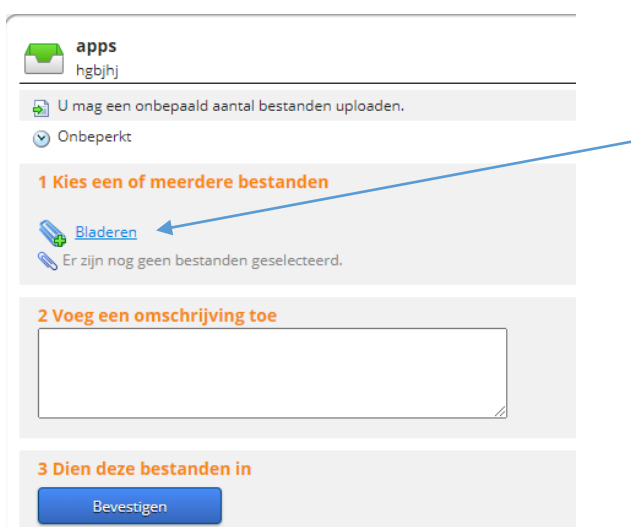 apps
hgbjhj
U mag een onbepaald aantal bestanden uploaden.
Onbeperkt
1 Kies een of meerdere bestanden
Bladeren
Er zijn nog geen bestanden geselecteerd.
2 Voeg een omschrijving toe
3 Dien deze bestanden in
Bevestigen